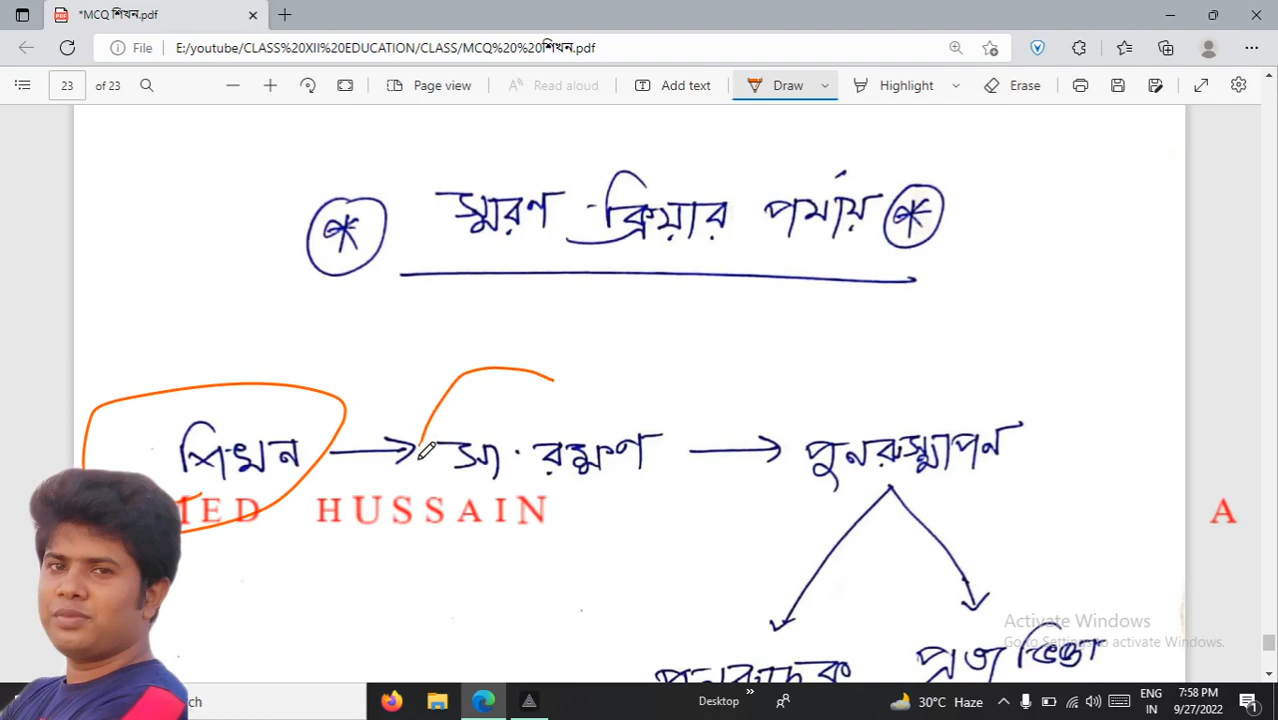 *MCQ শিখন.pdf
File E:/youtube/CLASS%20XII%20EDUCATION/CLASS/MCQ%20%20শিখন.pdf
23 of 23 Page view Read aloud Add text Draw Highlight Erase
* স্মরণ ক্রিয়ার পর্যায় *
শিখন → সংরক্ষণ → পুনরুত্থাপন
HUSSAIN A
Activate Windows
Go to Settings to activate Windows.
প্রত্যভিজ্ঞা
Desktop 30°C Haze ENG IN 7:58 PM 9/27/2022